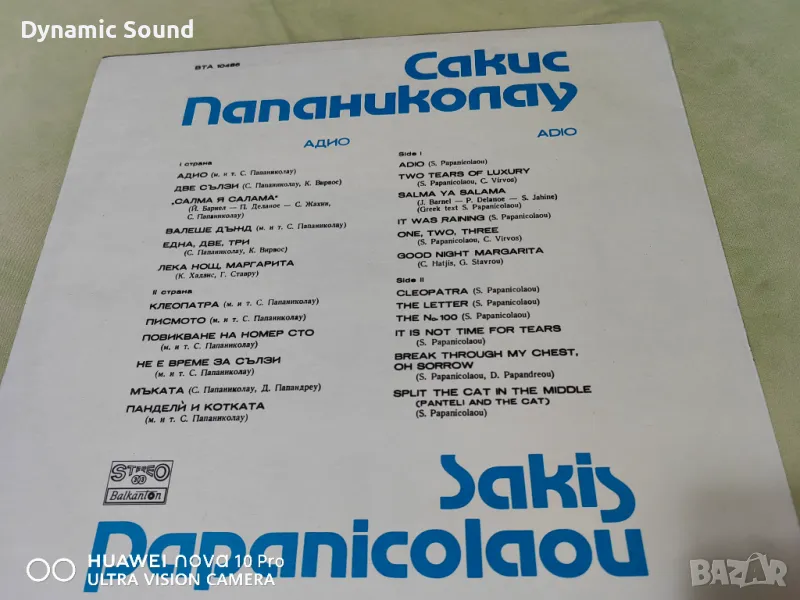 Dynamic Sound
ВТА 10486
Сакис
Папаниколау
АДИО
I страна
АДИО (м. и т. С. Папаниколау)
ДВЕ СЪЛЗИ (С. Папаниколау, К. Вирвос)
„САЛМА Я САЛАМА“
(Й. Барнел — П. Деланое — С. Жахин,
С. Папаниколау)
ВАЛЕШЕ ДЪЖД (м. и т. С. Папаниколау)
ЕДНА, ДВЕ, ТРИ
(С. Папаниколау, К. Вирвос)
ЛЕКА НОЩ, МАРГАРИТА
(К. Хаджис, Г. Ставру)
II страна
КЛЕОПАТРА (м. и т. С. Папаниколау)
ПИСМОТО (м. и т. С. Папаниколау)
ПОВИКВАНЕ НА НОМЕР СТО
(м. и т. С. Папаниколау)
НЕ Е ВРЕМЕ ЗА СЪЛЗИ
(м. и т. С. Папаниколау)
МЪКАТА (С. Папаниколау, Д. Папандреу)
ПАНДЕЛѝ И КОТКАТА
(м. и т. С. Папаниколау)
ADIO
Side I
ADIO (S. Papanicolaou)
TWO TEARS OF LUXURY
(S. Papanicolaou, C. Virvos)
SALMA YA SALAMA
(J. Barnel — P. Delanoe — S. Jahine)
(Greek text S. Papanicolaou)
IT WAS RAINING (S. Papanicolaou)
ONE, TWO, THREE
(S. Papanicolaou, C. Virvos)
GOOD NIGHT MARGARITA
(C. Hatjis, G. Stavrou)
Side II
CLEOPATRA (S. Papanicolaou)
THE LETTER (S. Papanicolaou)
THE No. 100 (S. Papanicolaou)
IT IS NOT TIME FOR TEARS
(S. Papanicolaou)
BREAK THROUGH MY CHEST,
OH SORROW
(S. Papanicolaou, D. Papandreou)
SPLIT THE CAT IN THE MIDDLE
(PANTELI AND THE CAT)
(S. Papanicolaou)
STEREO
33
Balkanton
Sakis
Papanicolaou
HUAWEI nova 10 Pro
ULTRA VISION CAMERA
BAZAR